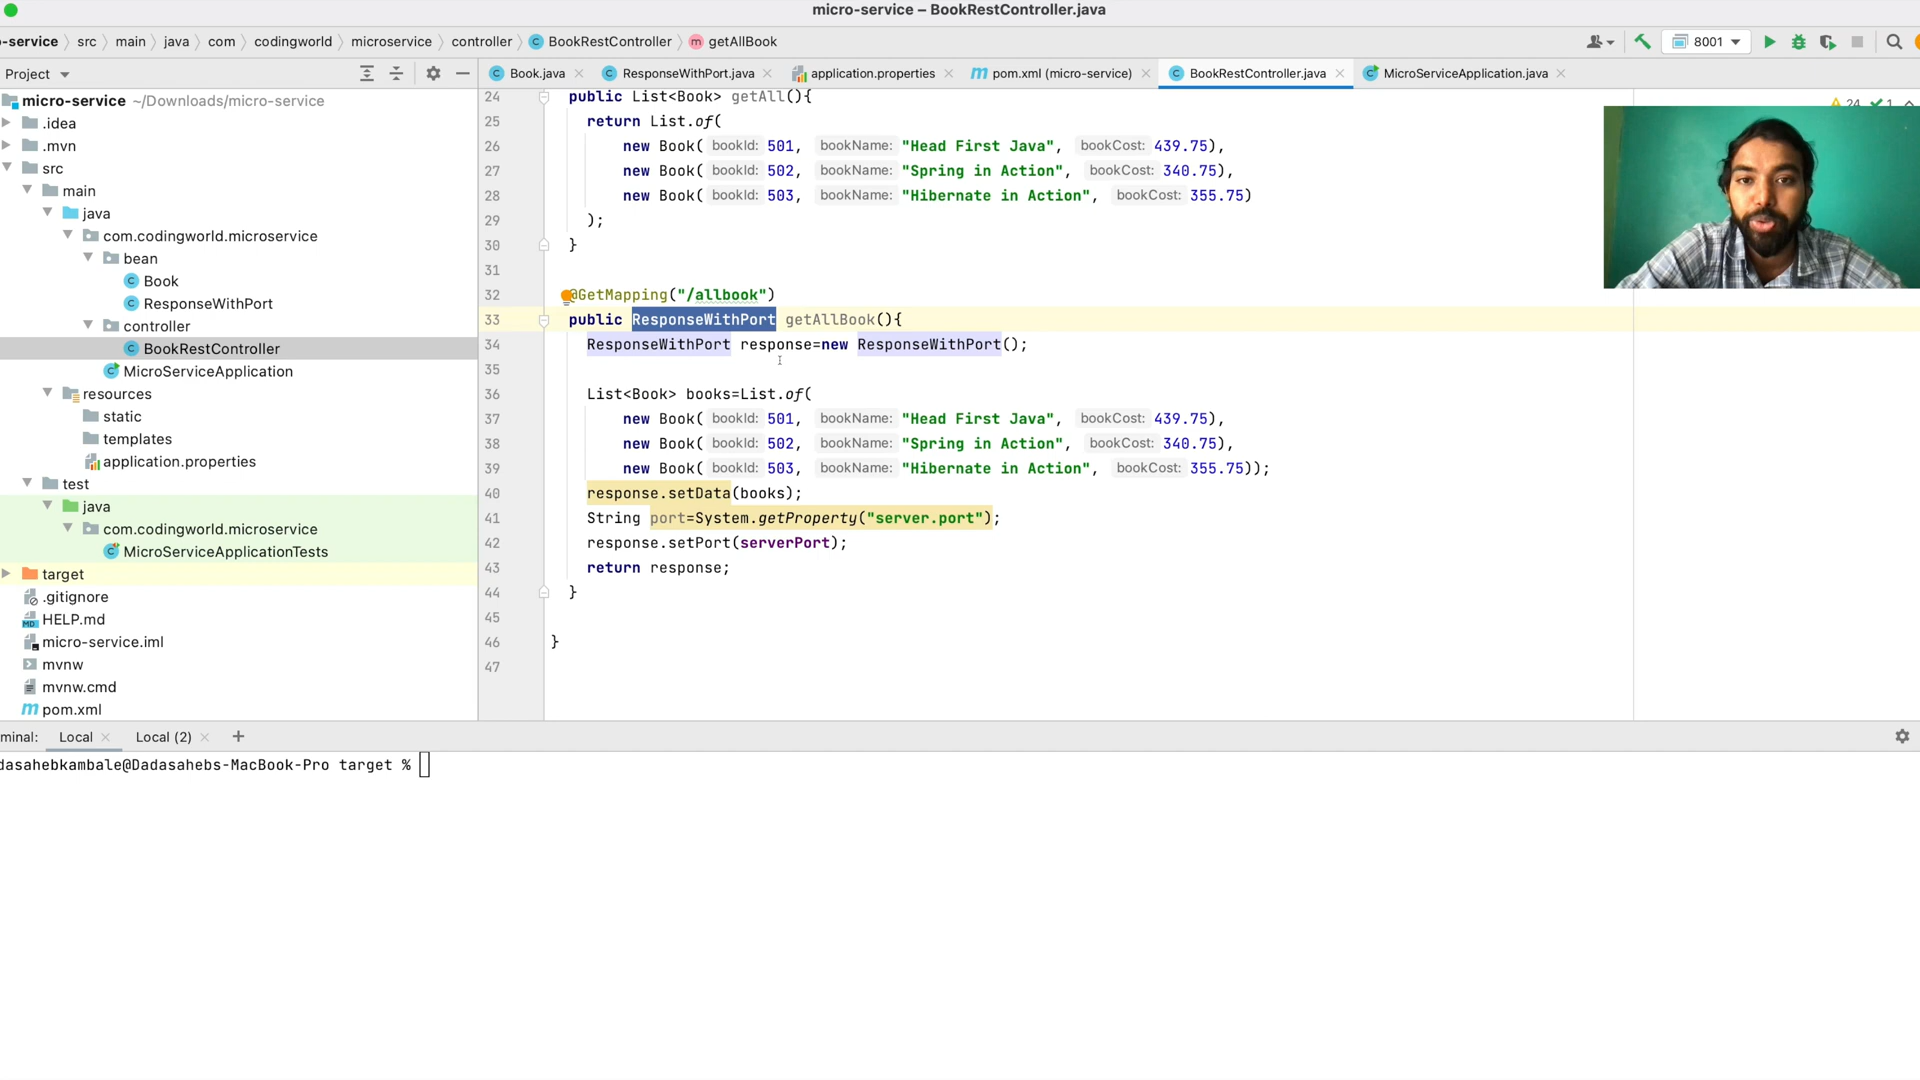 micro-service – BookRestController.java
-service src main java com codingworld microservice controller BookRestController getAllBook
8001
Project
Book.java ResponseWithPort.java application.properties pom.xml (micro-service) BookRestController.java MicroServiceApplication.java
micro-service ~/Downloads/micro-service
.idea
.mvn
src
main
java
com.codingworld.microservice
bean
Book
ResponseWithPort
controller
BookRestController
MicroServiceApplication
resources
static
templates
application.properties
test
java
com.codingworld.microservice
MicroServiceApplicationTests
target
.gitignore
HELP.md
micro-service.iml
mvnw
mvnw.cmd
pom.xml
24 1
24 public List<Book> getAll(){
25 return List.of(
26 new Book( bookId: 501, bookName: "Head First Java", bookCost: 439.75),
27 new Book( bookId: 502, bookName: "Spring in Action", bookCost: 340.75),
28 new Book( bookId: 503, bookName: "Hibernate in Action", bookCost: 355.75)
29 );
30 }
31
32 @GetMapping("/allbook")
33 public ResponseWithPort getAllBook(){
34 ResponseWithPort response=new ResponseWithPort();
35
36 List<Book> books=List.of(
37 new Book( bookId: 501, bookName: "Head First Java", bookCost: 439.75),
38 new Book( bookId: 502, bookName: "Spring in Action", bookCost: 340.75),
39 new Book( bookId: 503, bookName: "Hibernate in Action", bookCost: 355.75));
40 response.setData(books);
41 String port=System.getProperty("server.port");
42 response.setPort(serverPort);
43 return response;
44 }
45
46 }
47
minal: Local Local (2) +
dasahebkambale@Dadasahebs-MacBook-Pro target %